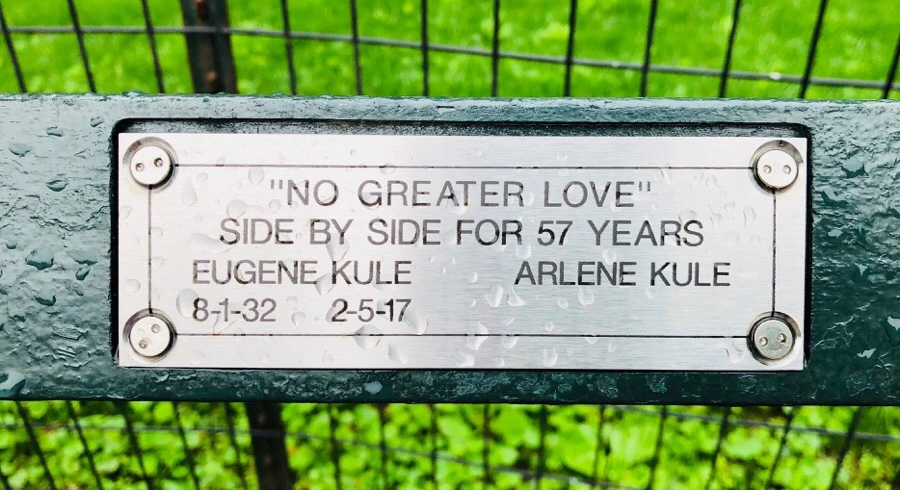 "NO GREATER LOVE"
SIDE BY SIDE FOR 57 YEARS
EUGENE KULE ARLENE KULE
8-1-32 2-5-17